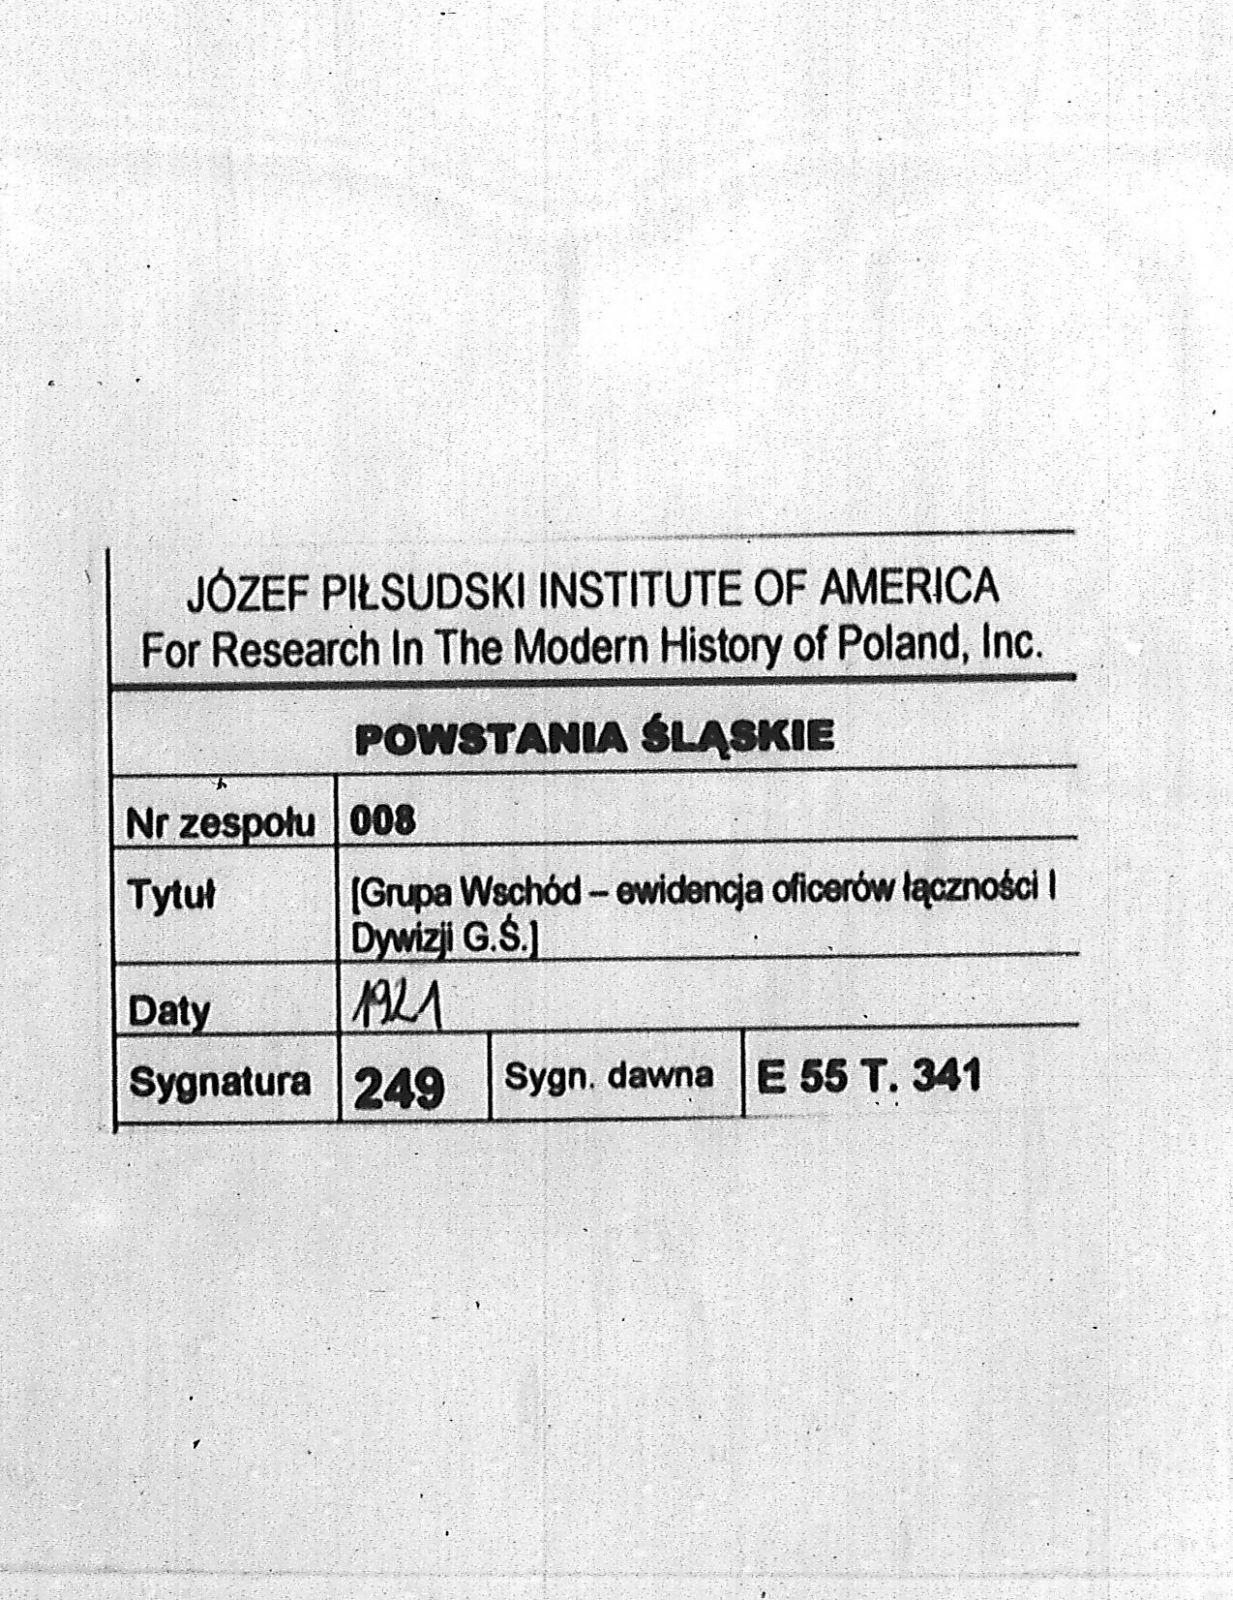 JÓZEF PIŁSUDSKI INSTITUTE OF AMERICA
For Research In The Modern History of Poland, Inc.
POWSTANIA ŚLĄSKIE
Nr zespołu 008
Tytuł [Grupa Wschód – ewidencja oficerów łączności I
Dywizji G.Ś.]
Daty 1921
Sygnatura 249 Sygn. dawna E 55 T. 341